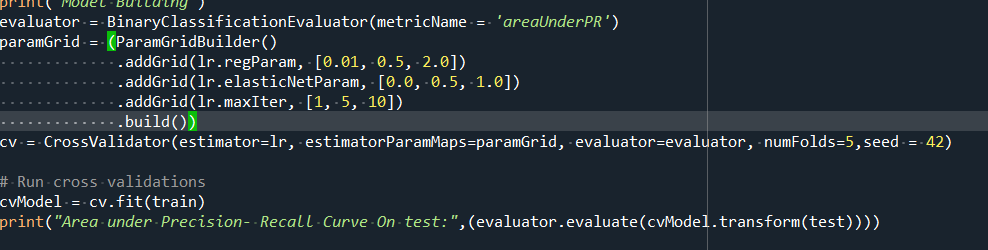 print("Model Building")
evaluator = BinaryClassificationEvaluator(metricName = 'areaUnderPR')
paramGrid = (ParamGridBuilder()
             .addGrid(lr.regParam, [0.01, 0.5, 2.0])
             .addGrid(lr.elasticNetParam, [0.0, 0.5, 1.0])
             .addGrid(lr.maxIter, [1, 5, 10])
             .build())
cv = CrossValidator(estimator=lr, estimatorParamMaps=paramGrid, evaluator=evaluator, numFolds=5,seed = 42)
# Run cross validations
cvModel = cv.fit(train)
print("Area under Precision- Recall Curve On test:",(evaluator.evaluate(cvModel.transform(test))))